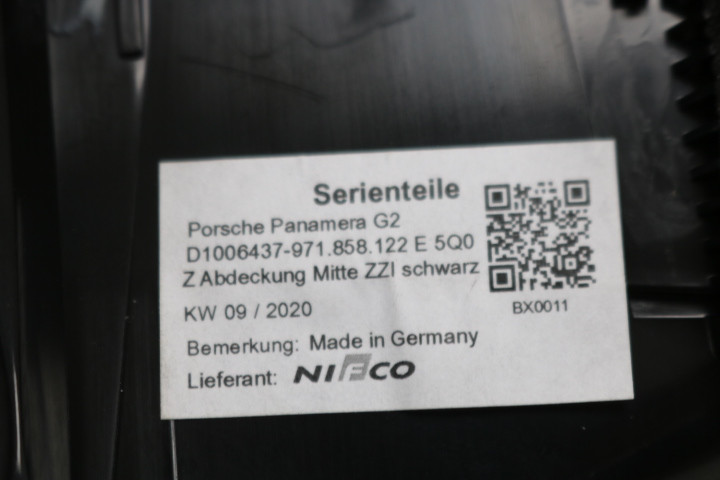 Serienteile
Porsche Panamera G2
D1006437-971.858.122 E 5Q0
Z Abdeckung Mitte ZZI schwarz
KW 09 / 2020
BX0011
Bemerkung: Made in Germany
Lieferant: NIFCO